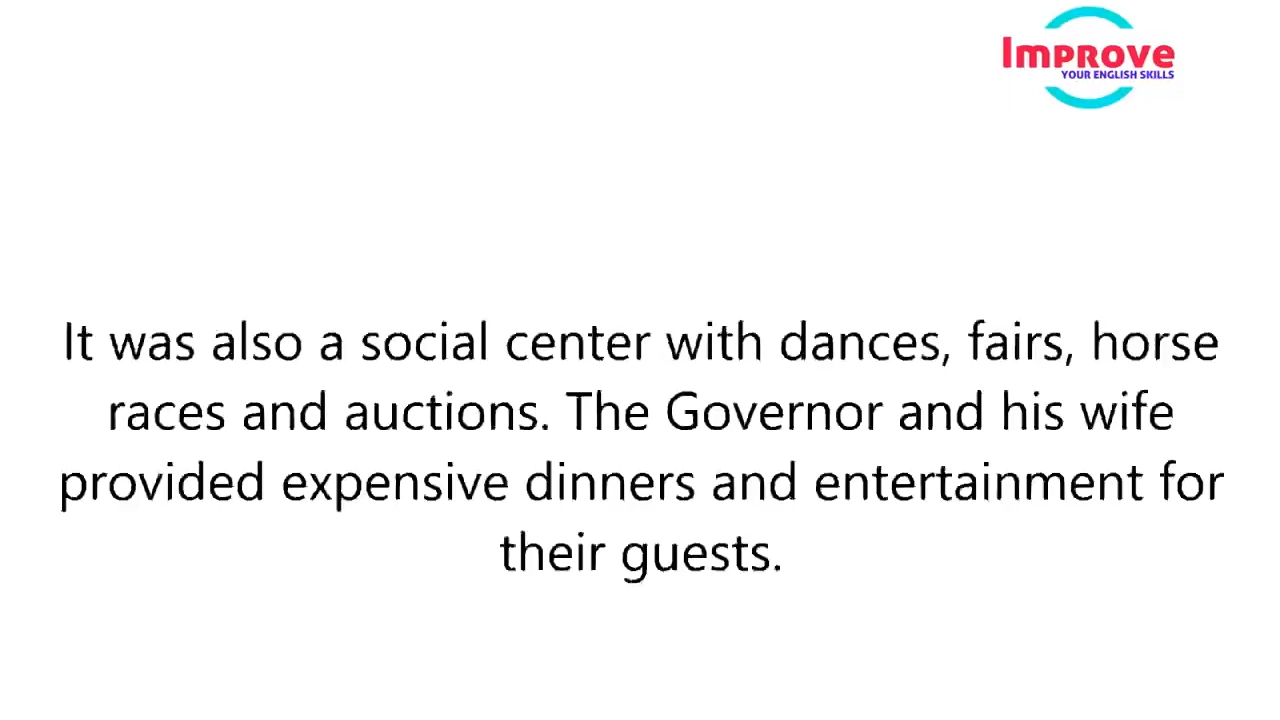 Improve
YOUR ENGLISH SKILLS
It was also a social center with dances, fairs, horse
races and auctions. The Governor and his wife
provided expensive dinners and entertainment for
their guests.